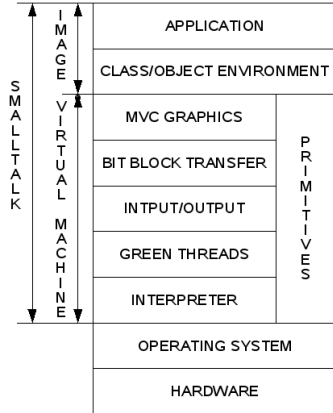 SMALLTALK
IMAGE
VIRTUAL MACHINE
APPLICATION
CLASS/OBJECT ENVIRONMENT
MVC GRAPHICS
BIT BLOCK TRANSFER
INTPUT/OUTPUT
GREEN THREADS
INTERPRETER
PRIMITIVES
OPERATING SYSTEM
HARDWARE